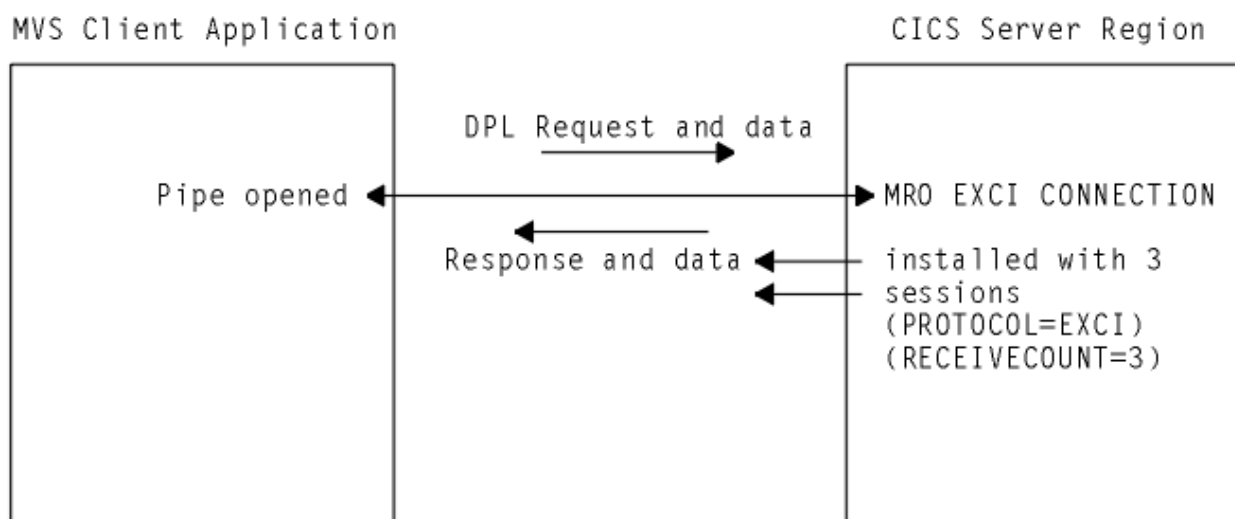 MVS Client Application
CICS Server Region
DPL Request and data
Pipe opened
MRO EXCI CONNECTION
Response and data
installed with 3
sessions
(PROTOCOL=EXCI)
(RECEIVECOUNT=3)